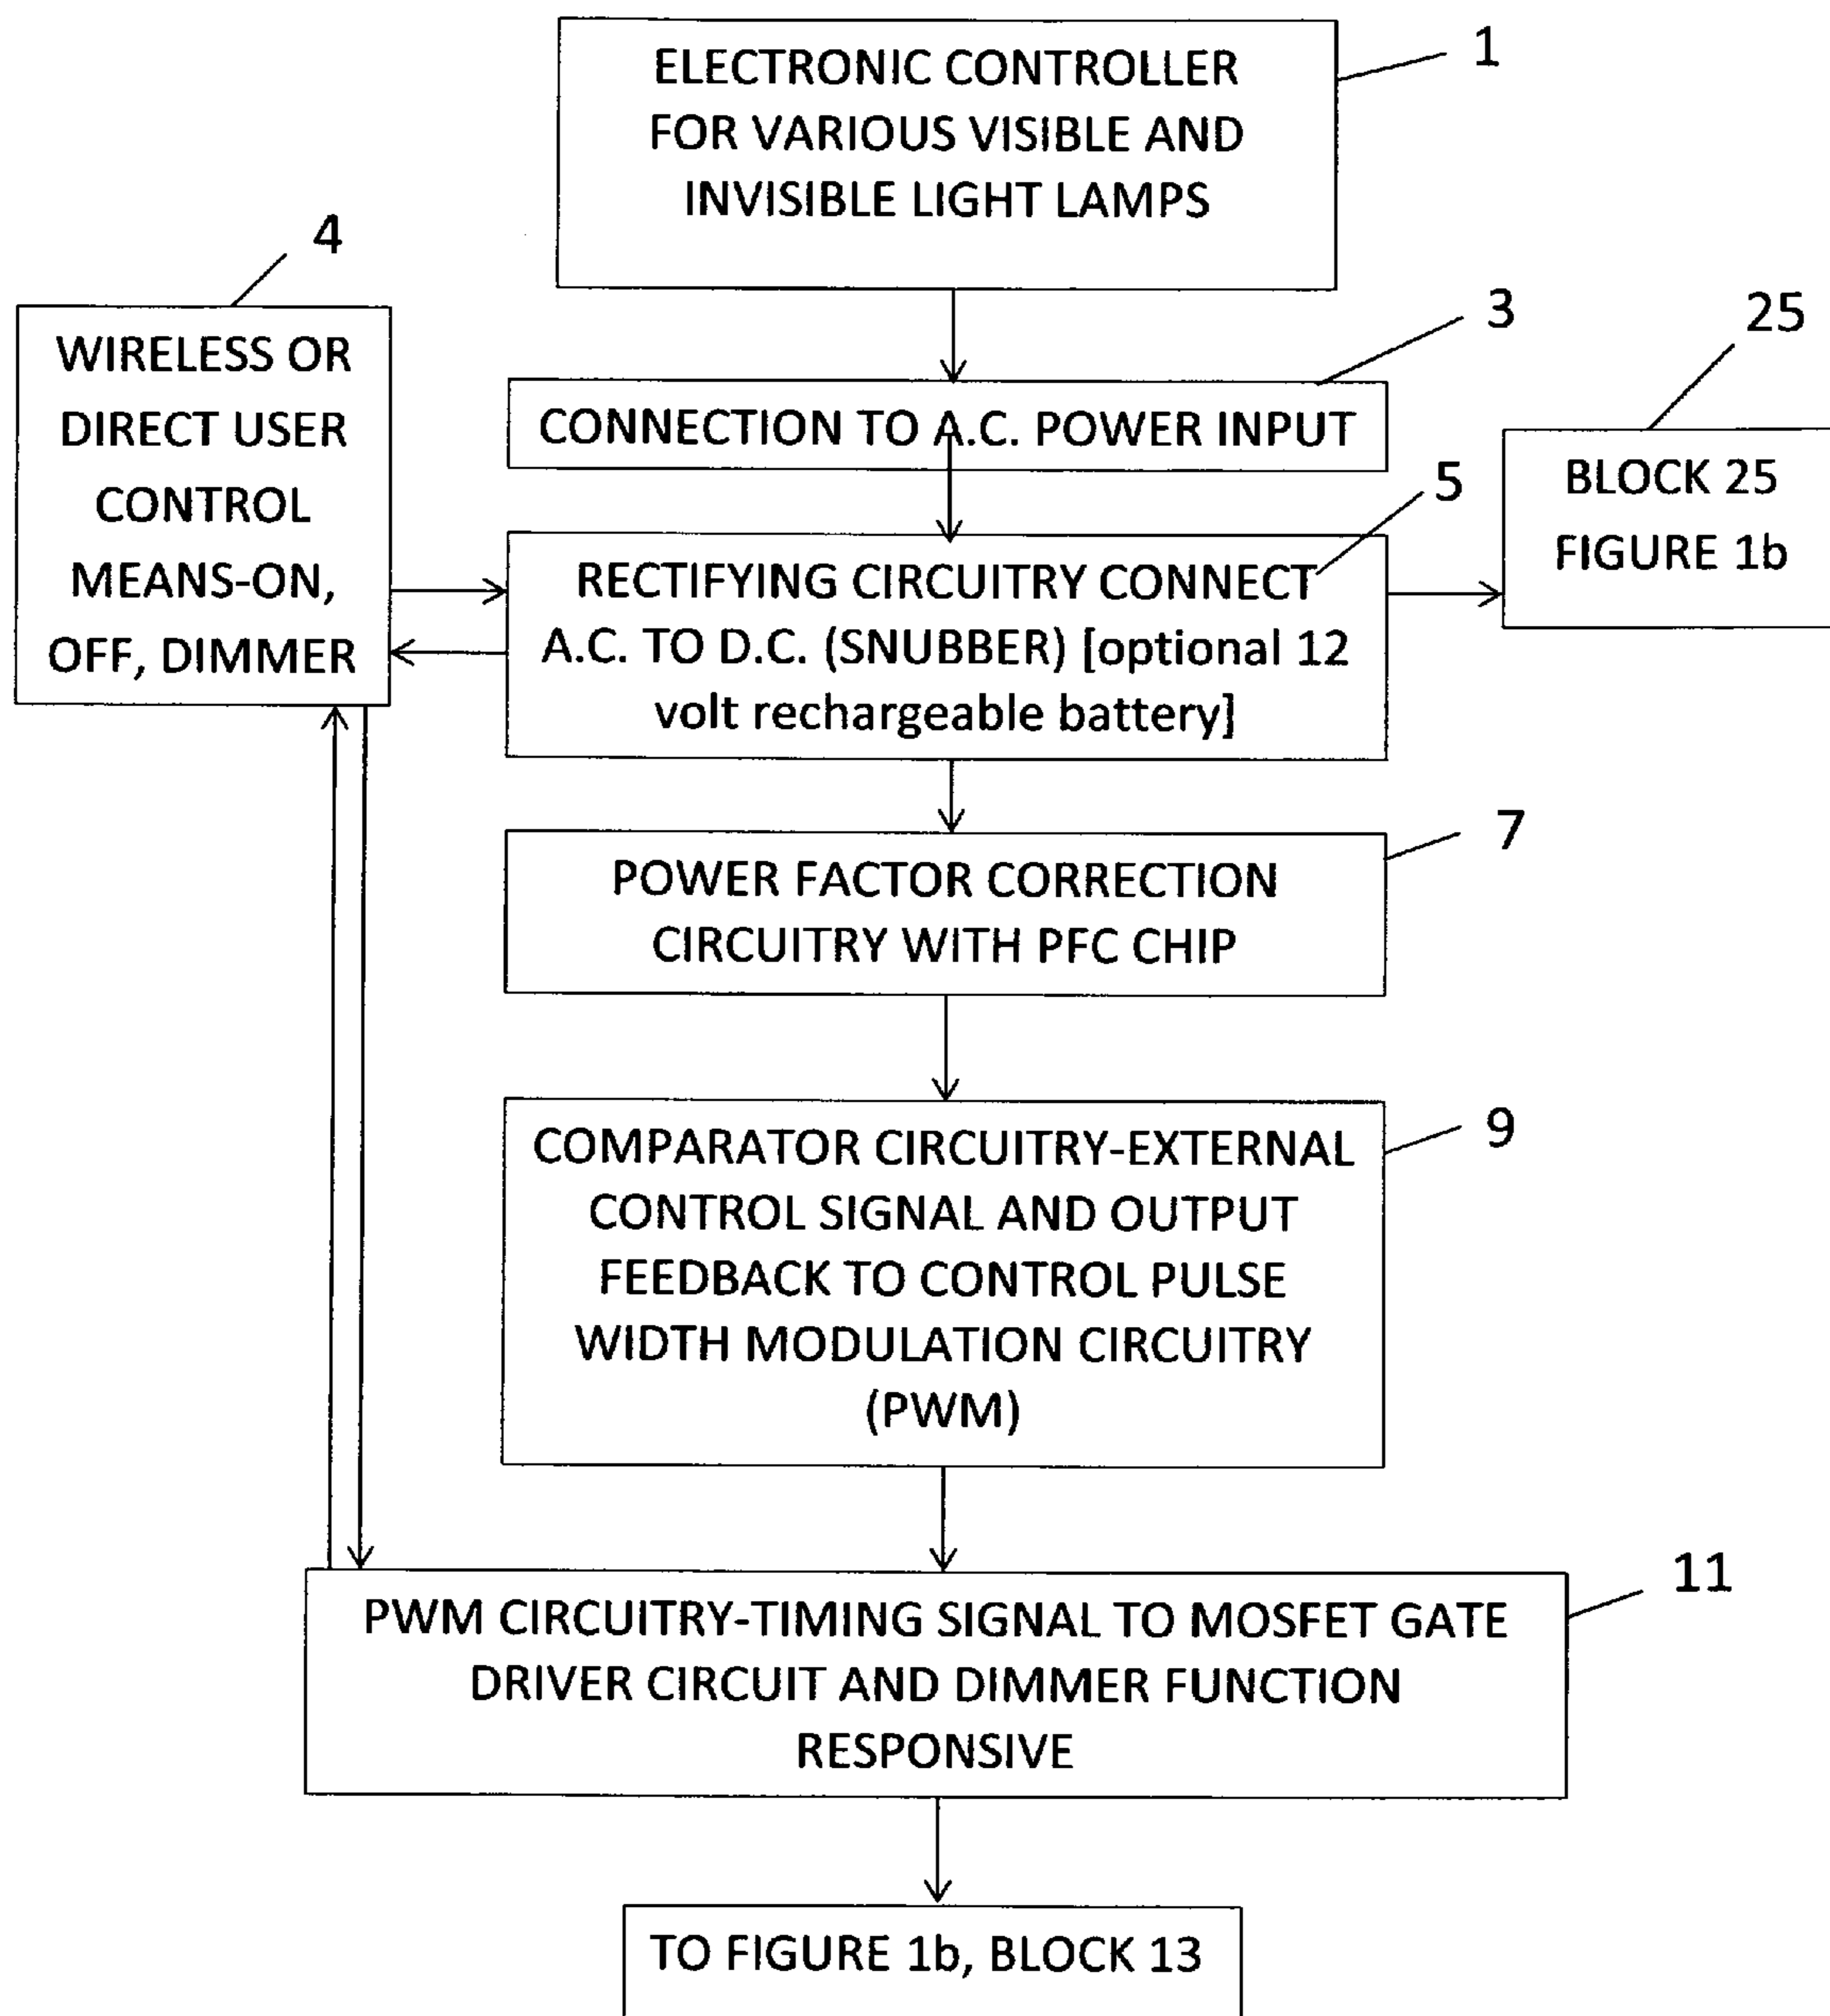 1
ELECTRONIC CONTROLLER
FOR VARIOUS VISIBLE AND
INVISIBLE LIGHT LAMPS
4
WIRELESS OR
DIRECT USER
CONTROL
MEANS-ON,
OFF, DIMMER
3
CONNECTION TO A.C. POWER INPUT
25
BLOCK 25
FIGURE 1b
5
RECTIFYING CIRCUITRY CONNECT
A.C. TO D.C. (SNUBBER) [optional 12
volt rechargeable battery]
7
POWER FACTOR CORRECTION
CIRCUITRY WITH PFC CHIP
9
COMPARATOR CIRCUITRY-EXTERNAL
CONTROL SIGNAL AND OUTPUT
FEEDBACK TO CONTROL PULSE
WIDTH MODULATION CIRCUITRY
(PWM)
11
PWM CIRCUITRY-TIMING SIGNAL TO MOSFET GATE
DRIVER CIRCUIT AND DIMMER FUNCTION
RESPONSIVE
TO FIGURE 1b, BLOCK 13